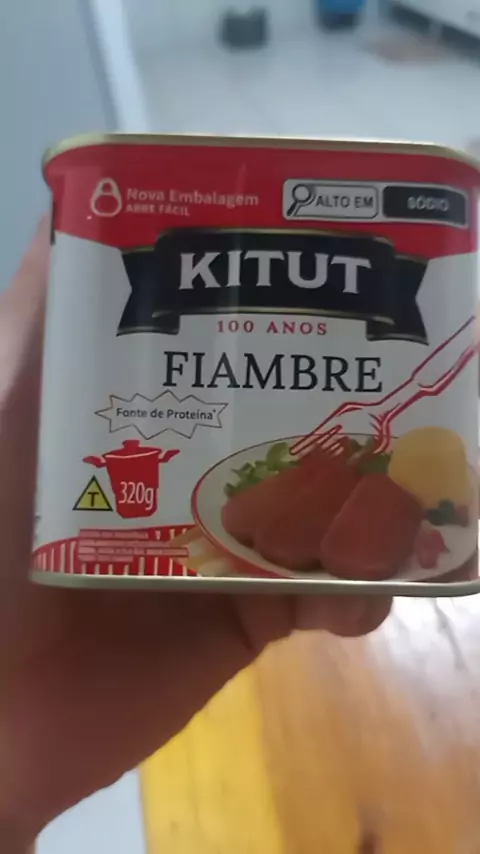 Nova Embalagem
ABRE FÁCIL
ALTO EM
SÓDIO
KITUT
100 ANOS
FIAMBRE
Fonte de Proteína*
T
320g